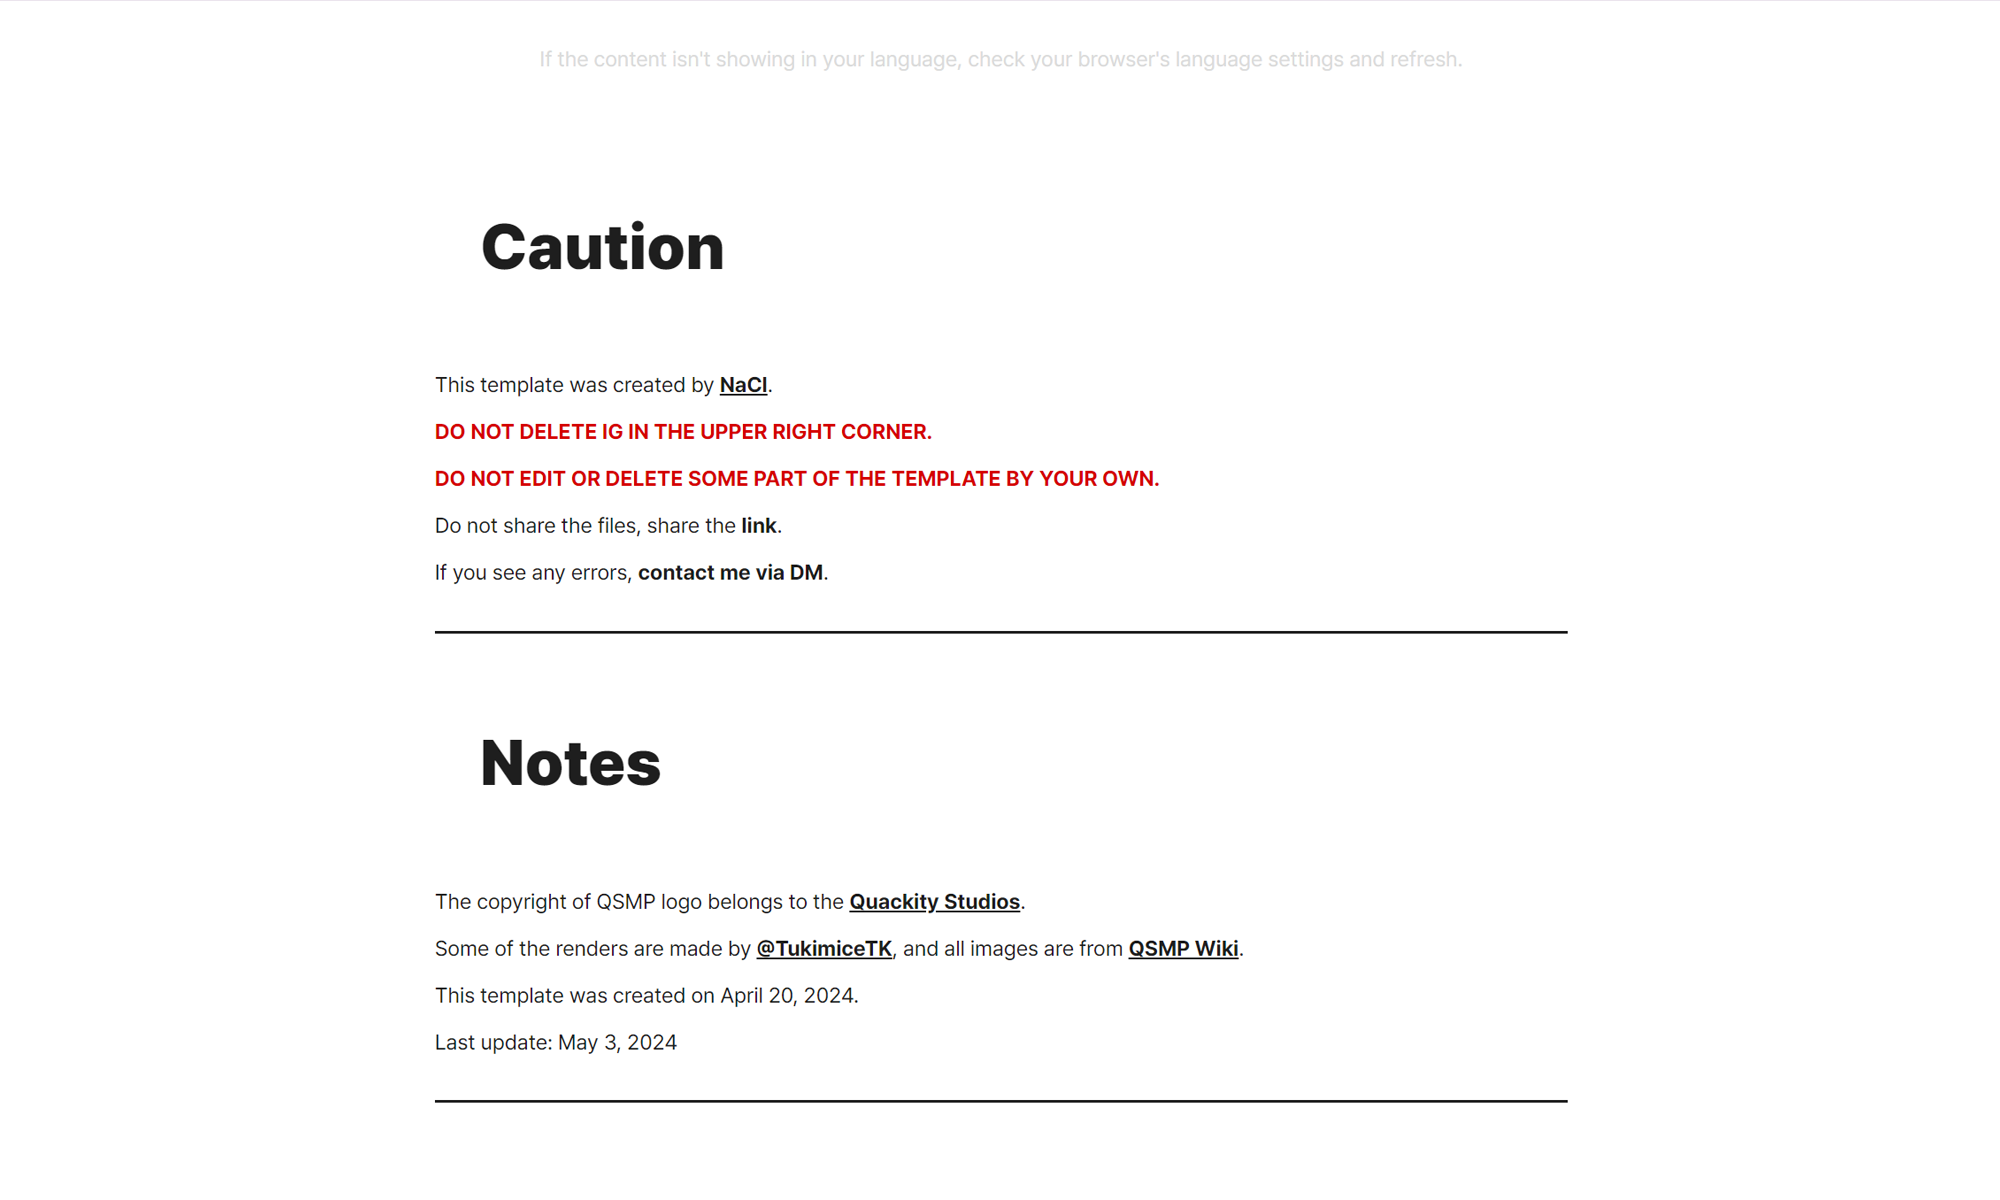 If the content isn't showing in your language, check your browser's language settings and refresh.
Caution
This template was created by NaCl.
DO NOT DELETE IG IN THE UPPER RIGHT CORNER.
DO NOT EDIT OR DELETE SOME PART OF THE TEMPLATE BY YOUR OWN.
Do not share the files, share the link.
If you see any errors, contact me via DM.
Notes
The copyright of QSMP logo belongs to the Quackity Studios.
Some of the renders are made by @TukimiceTK, and all images are from QSMP Wiki.
This template was created on April 20, 2024.
Last update: May 3, 2024